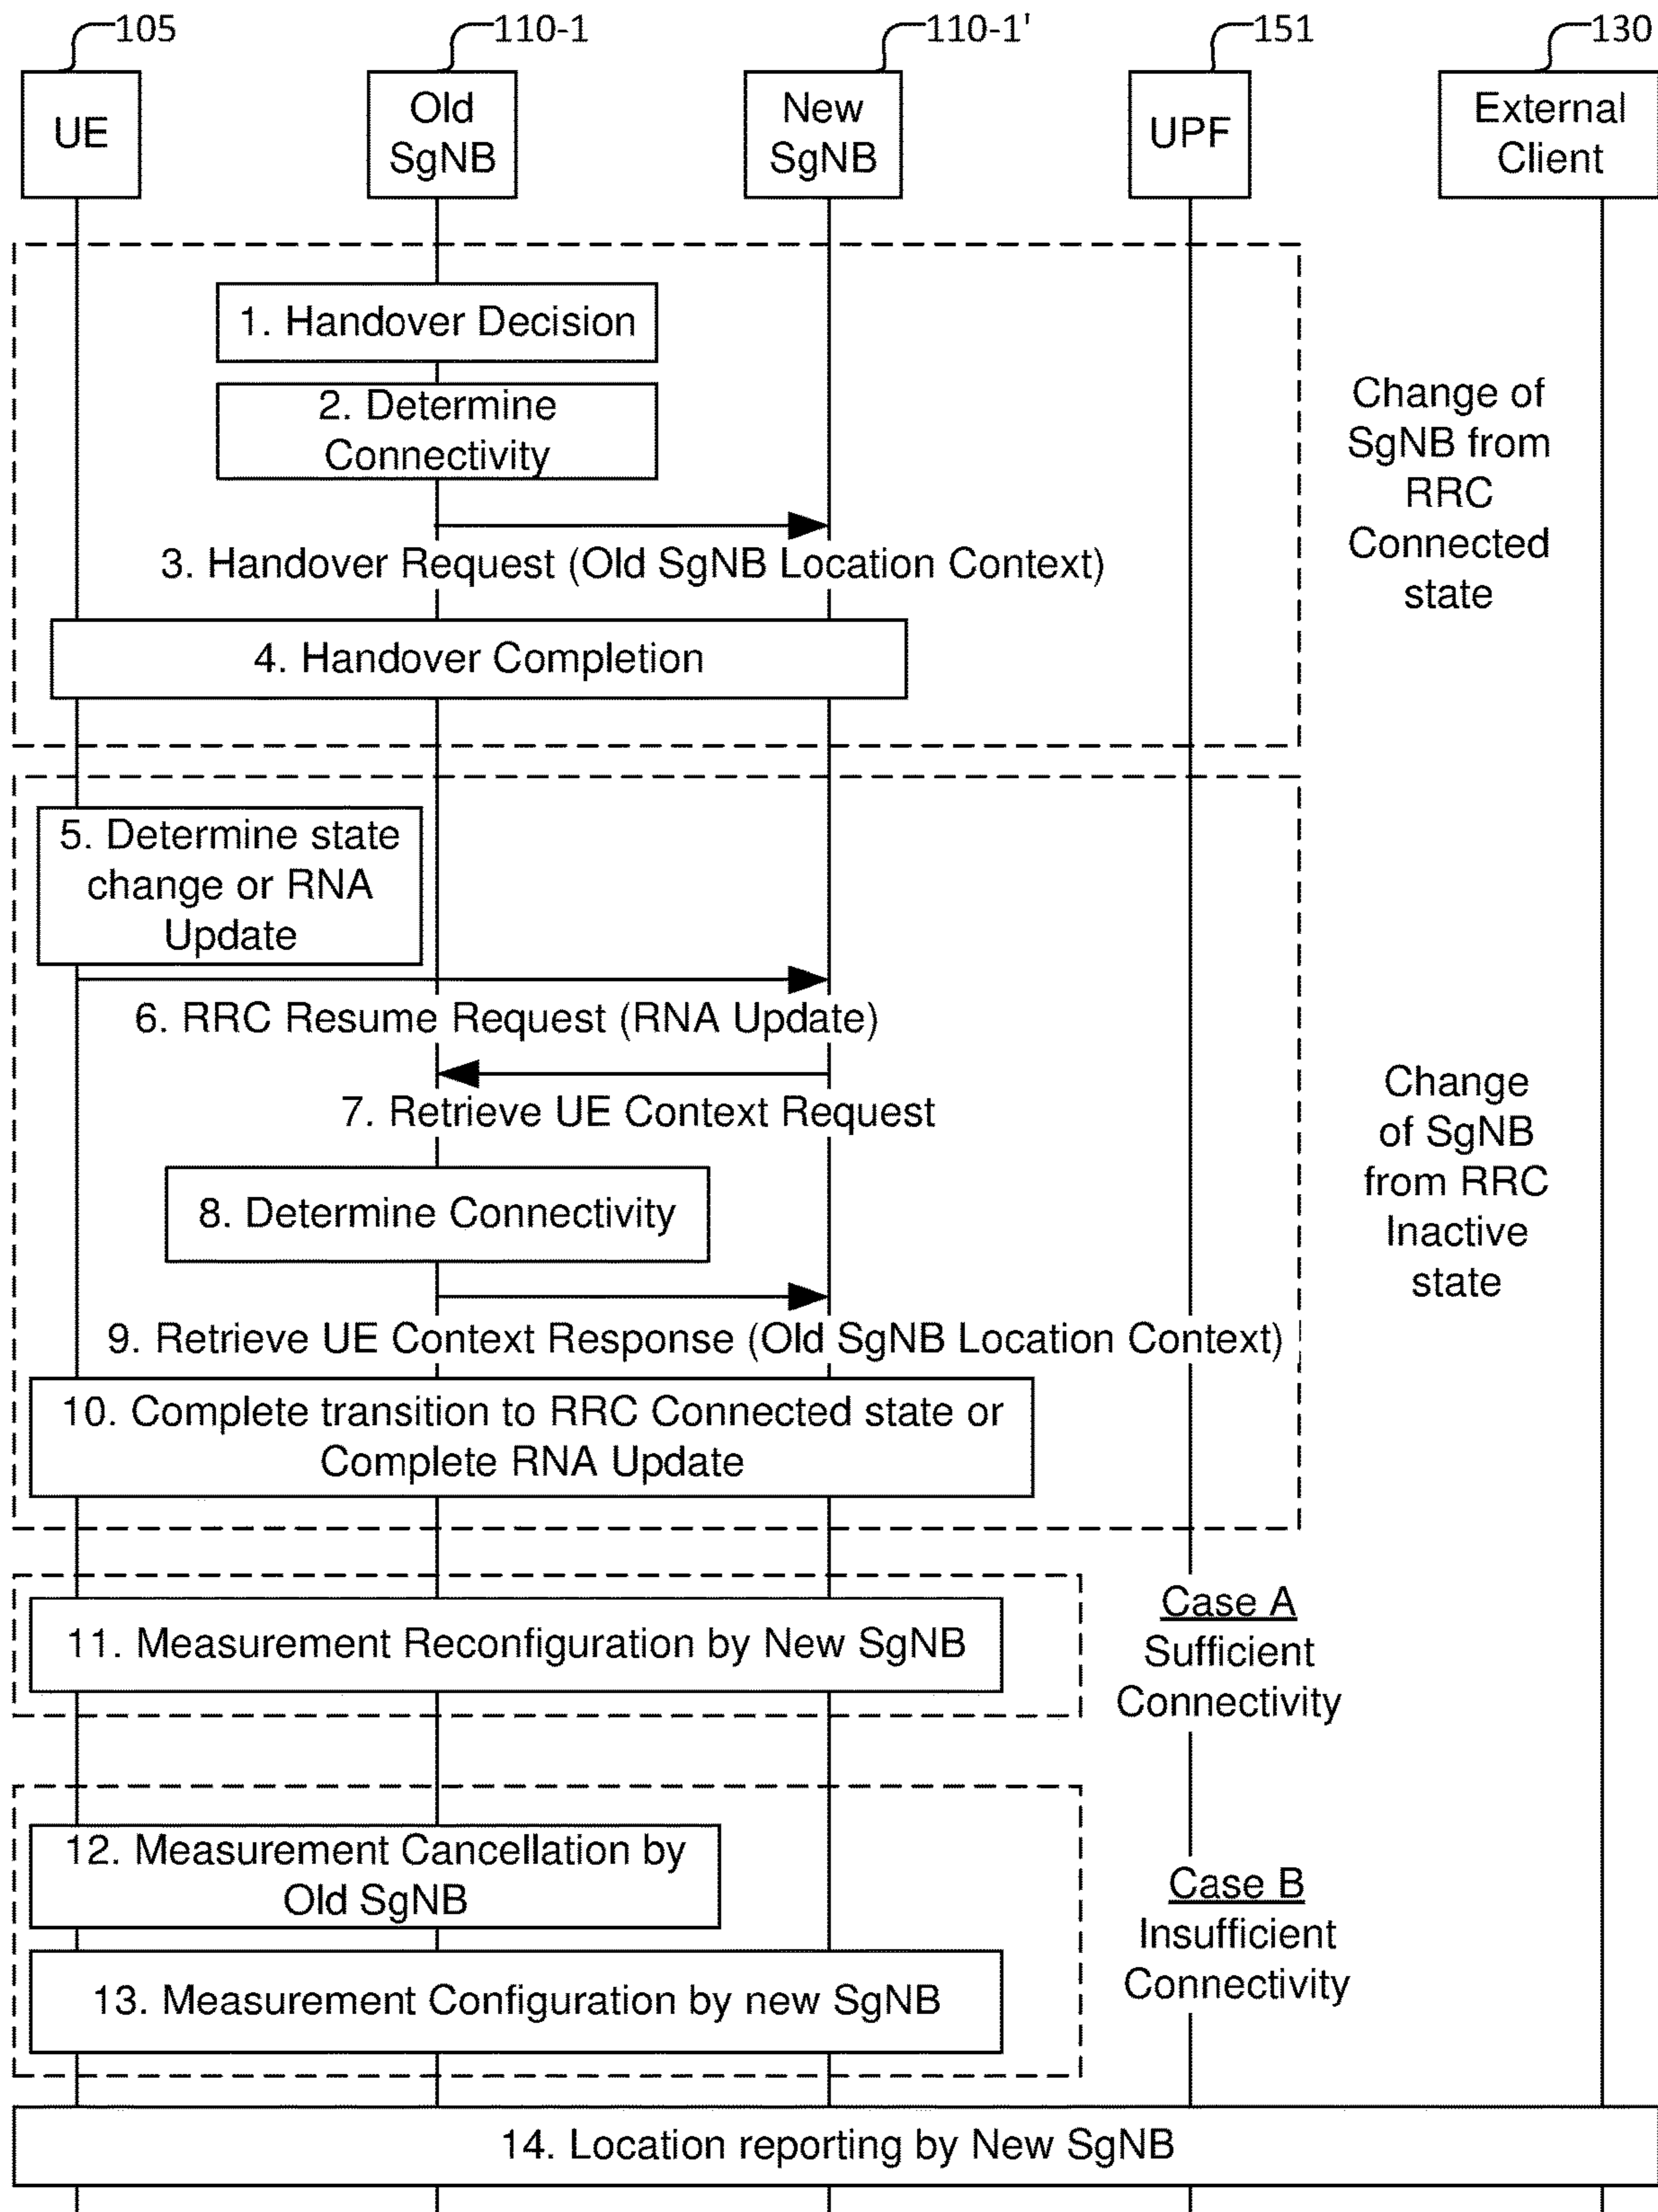 105
110-1
110-1'
151
130
UE
Old
SgNB
New
SgNB
UPF
External
Client
1. Handover Decision
2. Determine
Connectivity
3. Handover Request (Old SgNB Location Context)
4. Handover Completion
Change of
SgNB from
RRC
Connected
state
5. Determine state
change or RNA
Update
6. RRC Resume Request (RNA Update)
7. Retrieve UE Context Request
8. Determine Connectivity
9. Retrieve UE Context Response (Old SgNB Location Context)
10. Complete transition to RRC Connected state or
Complete RNA Update
Change
of SgNB
from RRC
Inactive
state
11. Measurement Reconfiguration by New SgNB
Case A
Sufficient
Connectivity
12. Measurement Cancellation by
Old SgNB
13. Measurement Configuration by new SgNB
Case B
Insufficient
Connectivity
14. Location reporting by New SgNB